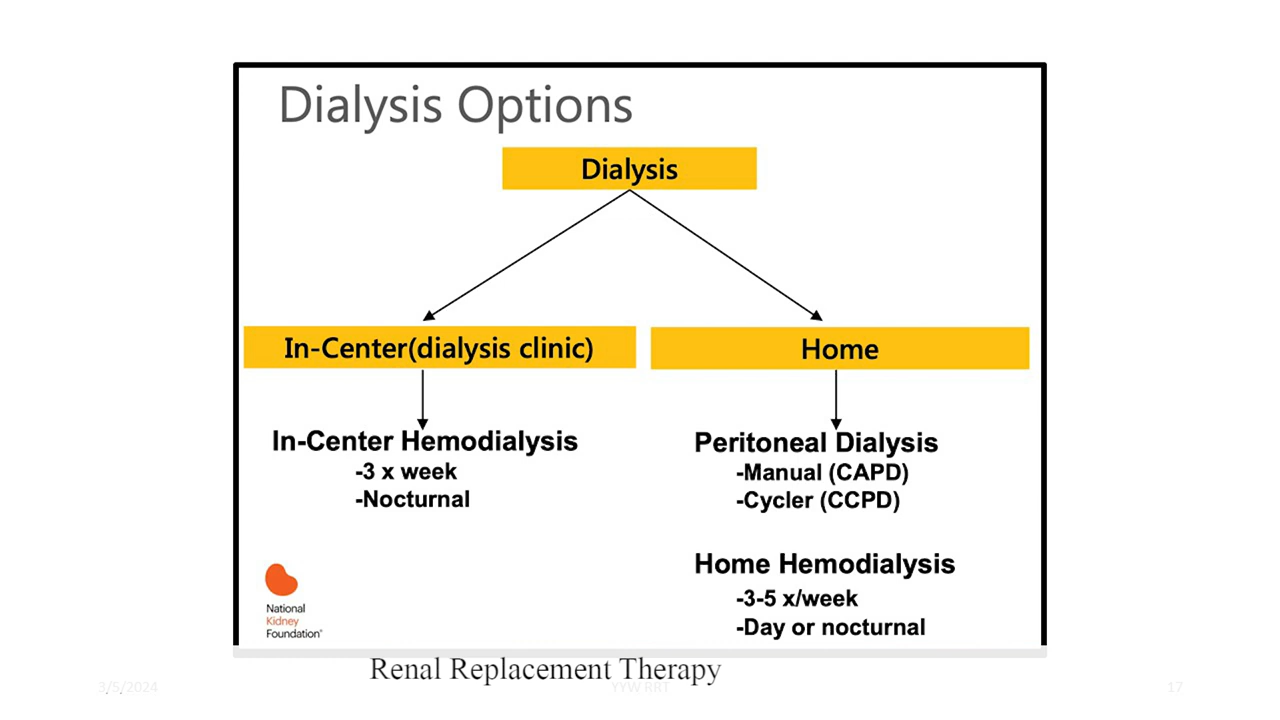 Dialysis Options
Dialysis
In-Center(dialysis clinic)
Home
In-Center Hemodialysis
-3 x week
-Nocturnal
Peritoneal Dialysis
-Manual (CAPD)
-Cycler (CCPD)
Home Hemodialysis
-3-5 x/week
-Day or nocturnal
National
Kidney
Foundation®
Renal Replacement Therapy
3/5/2024
YYW RRT
17